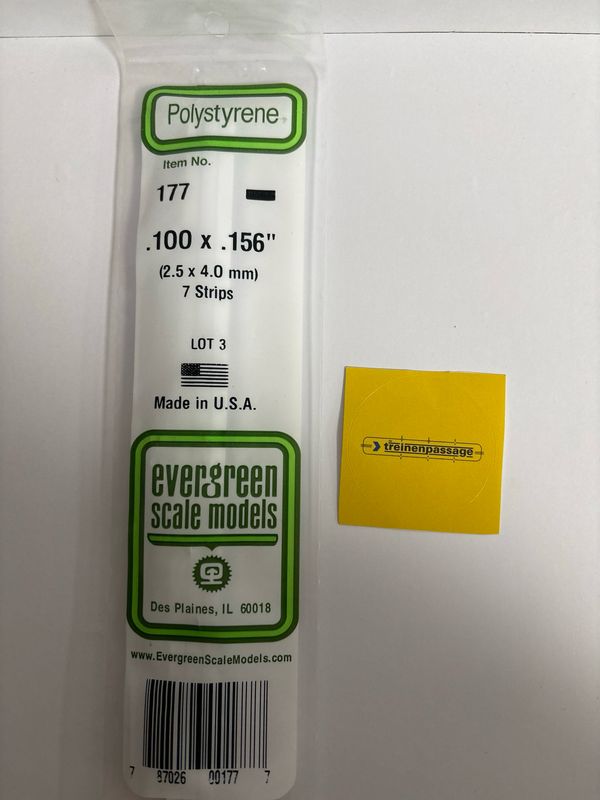 Polystyrene
Item No.
177
.100 x .156"
(2.5 x 4.0 mm)
7 Strips
LOT 3
Made in U.S.A.
evergreen
scale models
Des Plaines, IL 60018
www.EvergreenScaleModels.com
7 87026 00177 7
treinenpassage